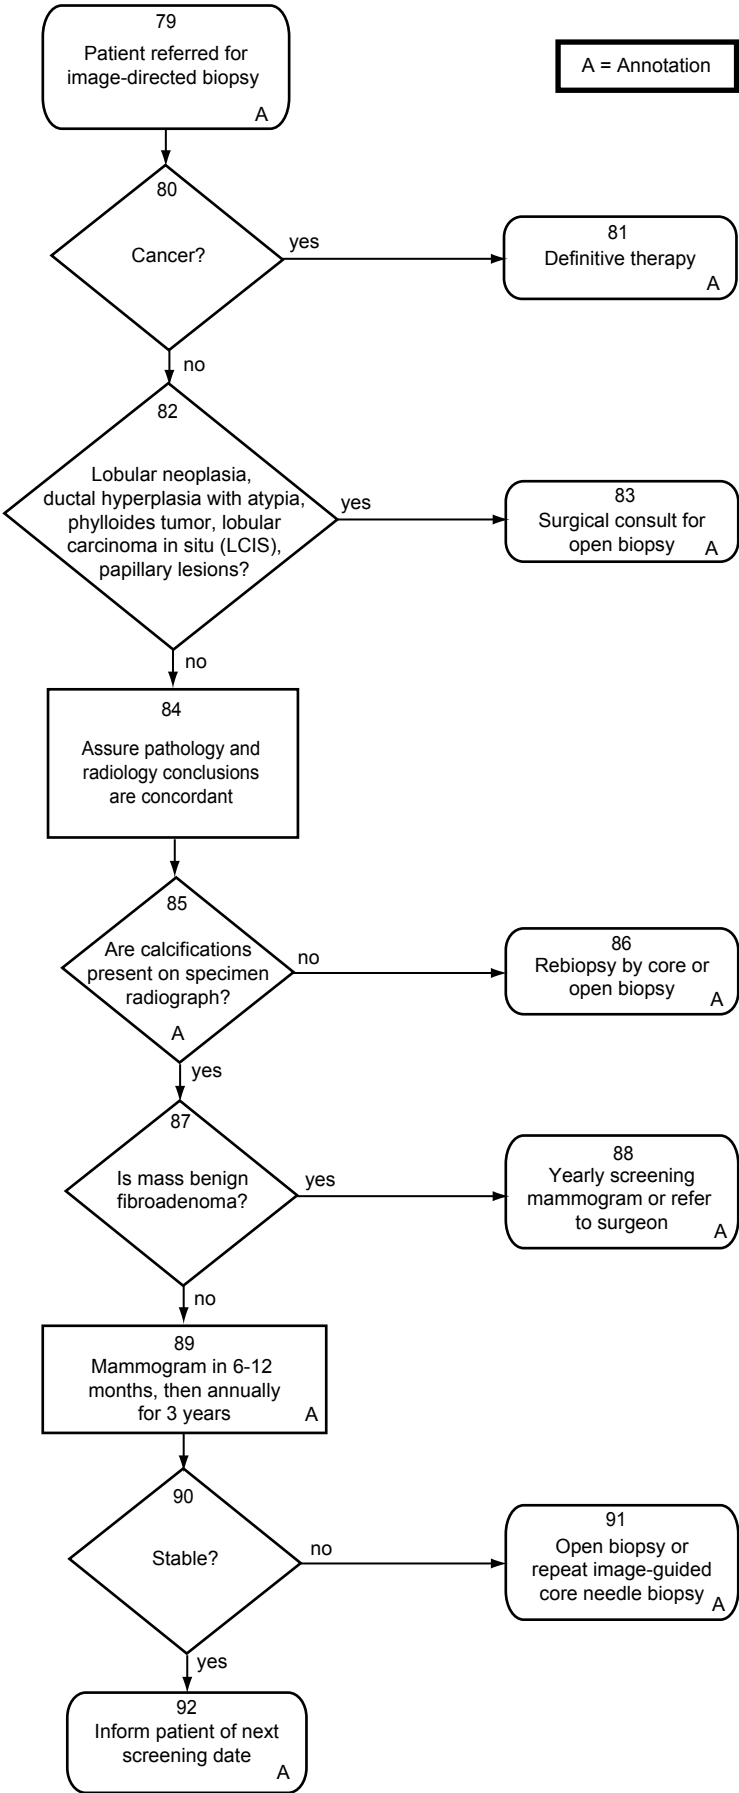 79
Patient referred for
image-directed biopsy
A
A = Annotation
80
Cancer?
yes
81
Definitive therapy
A
no
82
Lobular neoplasia,
ductal hyperplasia with atypia,
phylloides tumor, lobular
carcinoma in situ (LCIS),
papillary lesions?
yes
83
Surgical consult for
open biopsy A
no
84
Assure pathology and
radiology conclusions
are concordant
85
Are calcifications
present on specimen
radiograph?
A
no
86
Rebiopsy by core or
open biopsy A
yes
87
Is mass benign
fibroadenoma?
yes
88
Yearly screening
mammogram or refer
to surgeon A
no
89
Mammogram in 6-12
months, then annually
for 3 years A
90
Stable?
no
91
Open biopsy or
repeat image-guided
core needle biopsy A
yes
92
Inform patient of next
screening date
A